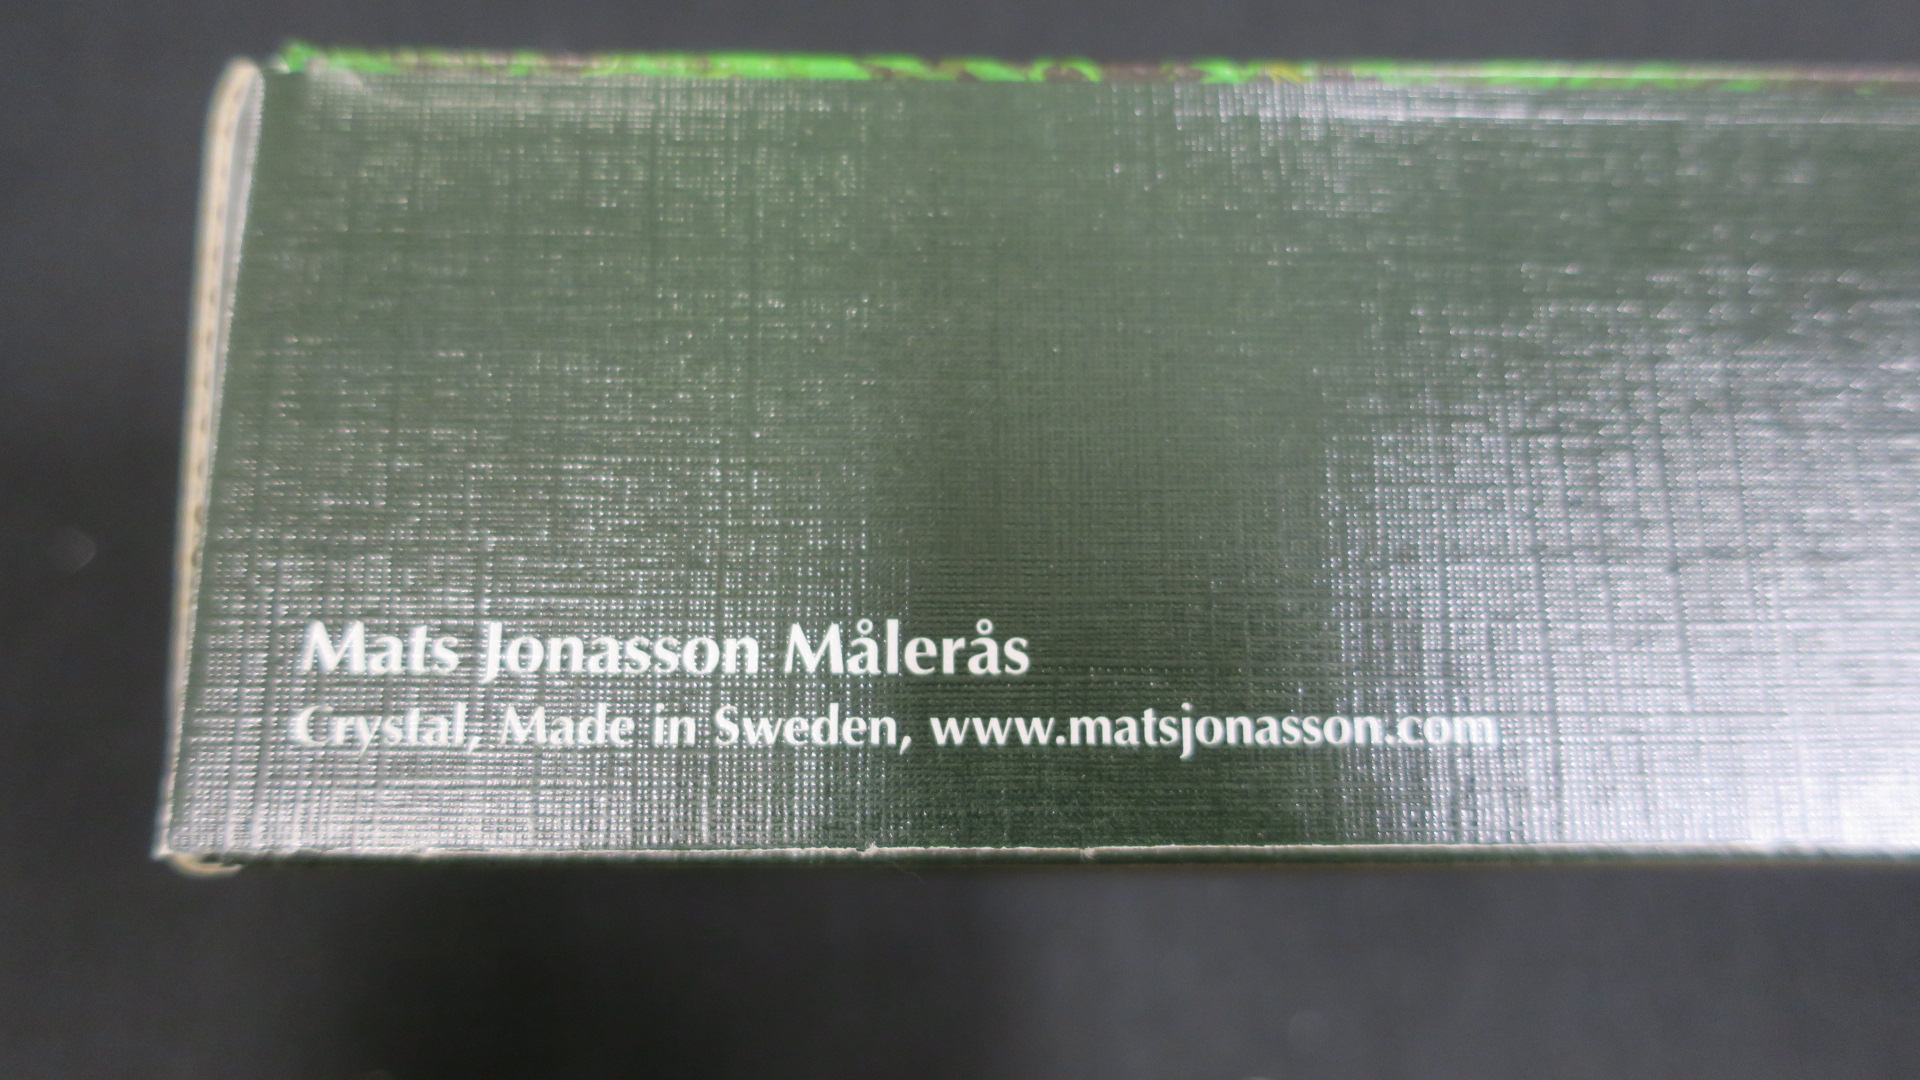 Mats Jonasson Målerås
Crystal, Made in Sweden, www.matsjonasson.com